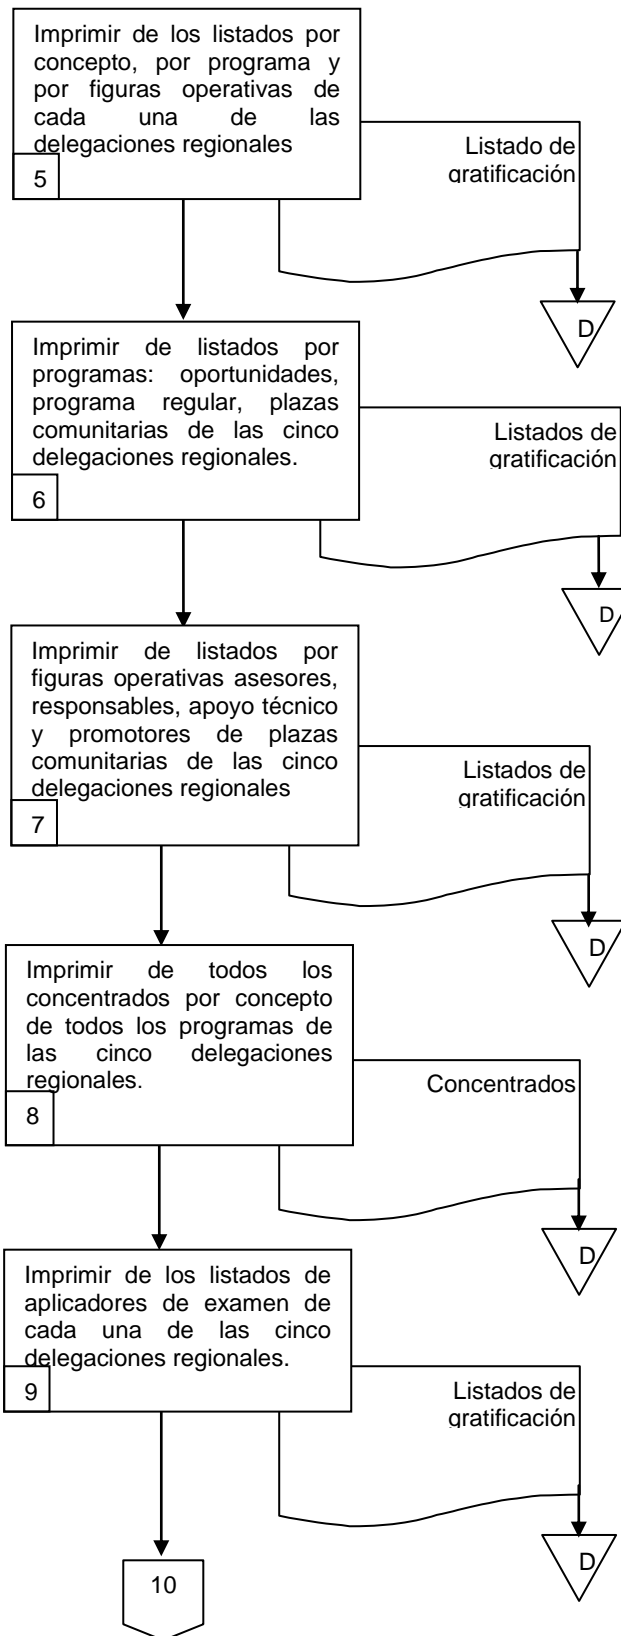 Imprimir de los listados por
concepto, por programa y
por figuras operativas de
cada una de las
delegaciones regionales
5
Listado de
gratificación
D
Imprimir de listados por
programas: oportunidades,
programa regular, plazas
comunitarias de las cinco
delegaciones regionales.
6
Listados de
gratificación
D
Imprimir de listados por
figuras operativas asesores,
responsables, apoyo técnico
y promotores de plazas
comunitarias de las cinco
delegaciones regionales
7
Listados de
gratificación
D
Imprimir de todos los
concentrados por concepto
de todos los programas de
las cinco delegaciones
regionales.
8
Concentrados
D
Imprimir de los listados de
aplicadores de examen de
cada una de las cinco
delegaciones regionales.
9
Listados de
gratificación
D
10